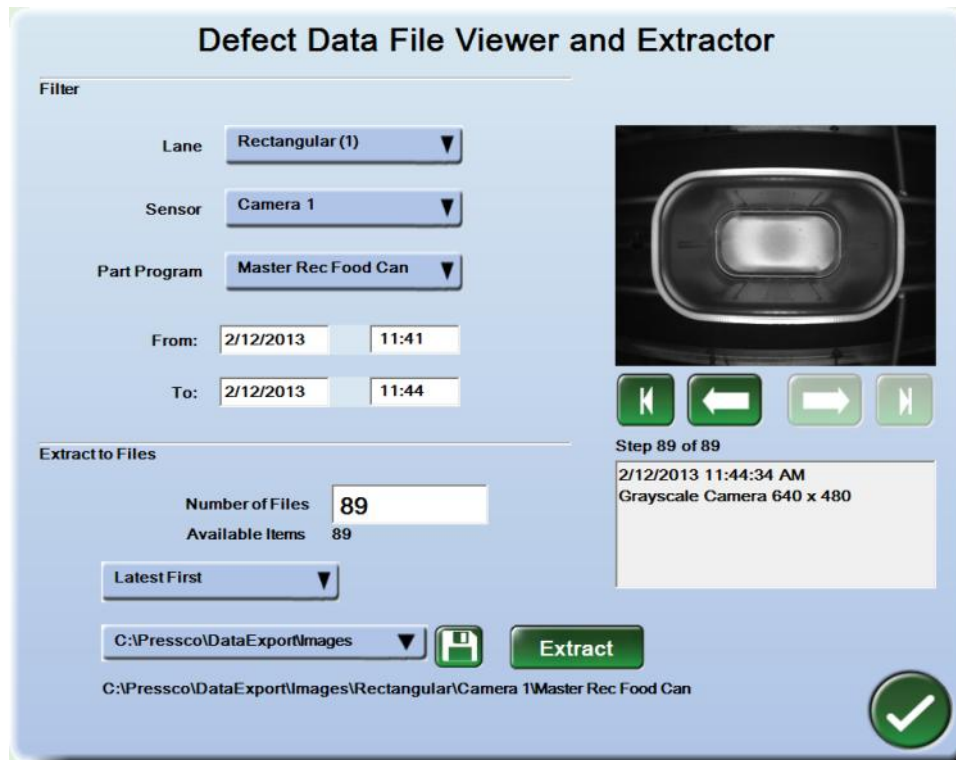 Defect Data File Viewer and Extractor
Filter
Lane Rectangular (1)
Sensor Camera 1
Part Program Master Rec Food Can
From: 2/12/2013 11:41
To: 2/12/2013 11:44
Step 89 of 89
2/12/2013 11:44:34 AM
Grayscale Camera 640 x 480
Extract to Files
Number of Files 89
Available Items 89
Latest First
C:\Pressco\DataExport\Images Extract
C:\Pressco\DataExport\Images\Rectangular\Camera 1\Master Rec Food Can